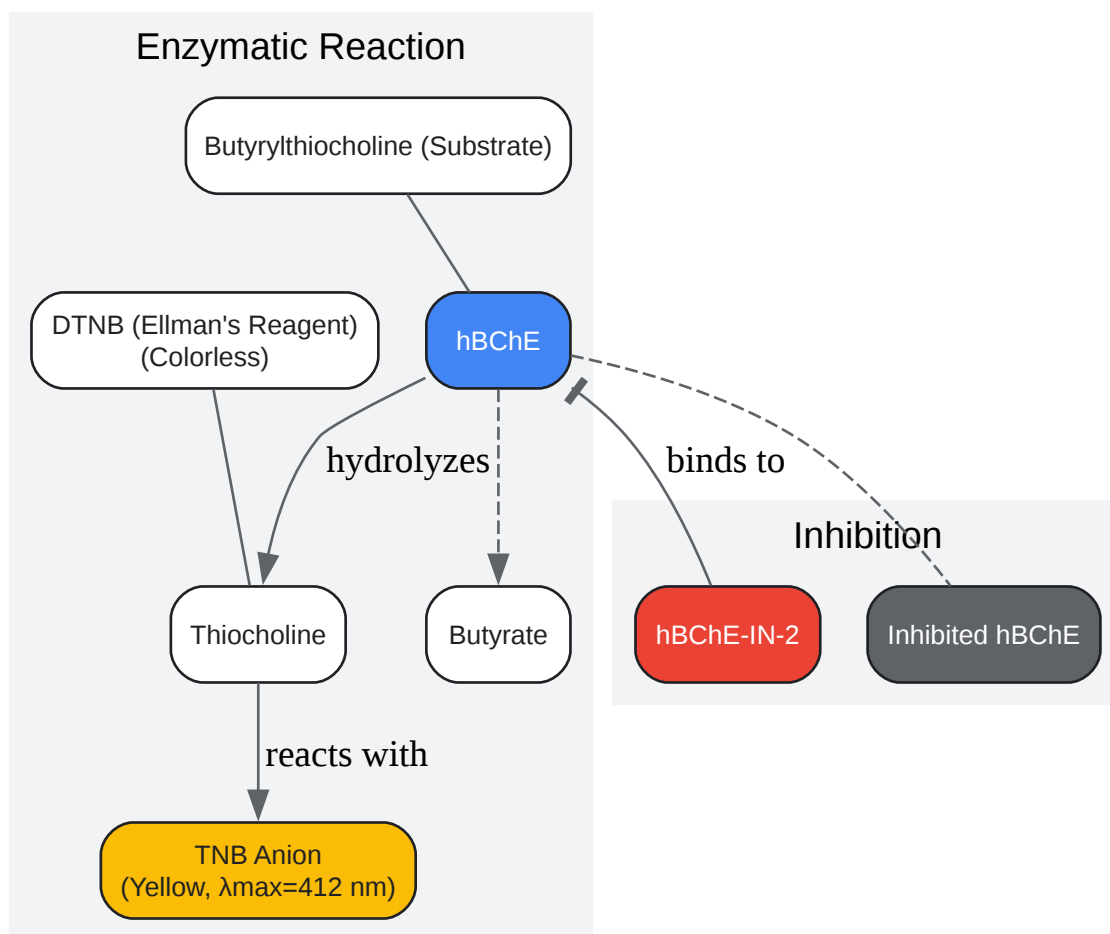 Enzymatic Reaction
Butyrylthiocholine (Substrate)
DTNB (Ellman's Reagent)
(Colorless)
hBChE
hydrolyzes
binds to
Inhibition
Thiocholine
Butyrate
hBChE-IN-2
Inhibited hBChE
reacts with
TNB Anion
(Yellow, λmax=412 nm)